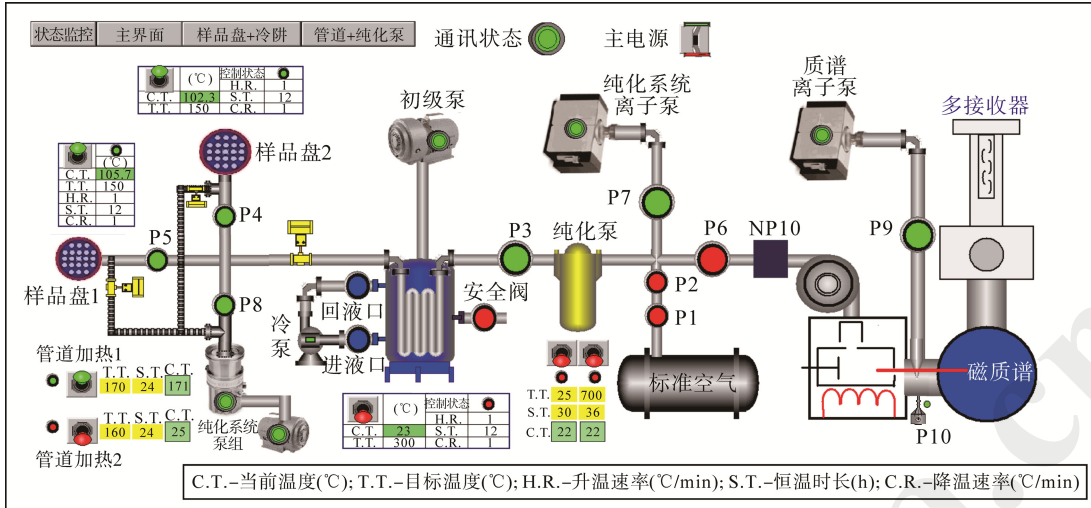 状态监控 主界面 样品盘+冷阱 管道+纯化泵
通讯状态
主电源
(℃) 控制状态
H.R. 1
C.T. 102.3 S.T. 12
T.T. 150 C.R. 1
样品盘2
(℃)
C.T. 105.7
T.T. 150
H.R. 1
S.T. 12
C.R. 1
样品盘1
P5
P4
P8
初级泵
纯化系统
离子泵
质谱
离子泵
多接收器
P3
纯化泵
P7
P6
NP10
P9
P2
P1
回液口
冷泵
进液口
安全阀
标准空气
磁质谱
P10
管道加热1
T.T. S.T. C.T.
170 24 171
T.T. S.T. C.T.
160 24 25
管道加热2
纯化系统
泵组
(℃) 控制状态
H.R. 1
C.T. 23 S.T. 12
T.T. 300 C.R. 1
T.T. 25 700
S.T. 30 36
C.T. 22 22
C.T.-当前温度(℃); T.T.-目标温度(℃); H.R.-升温速率(℃/min); S.T.-恒温时长(h); C.R.-降温速率(℃/min)